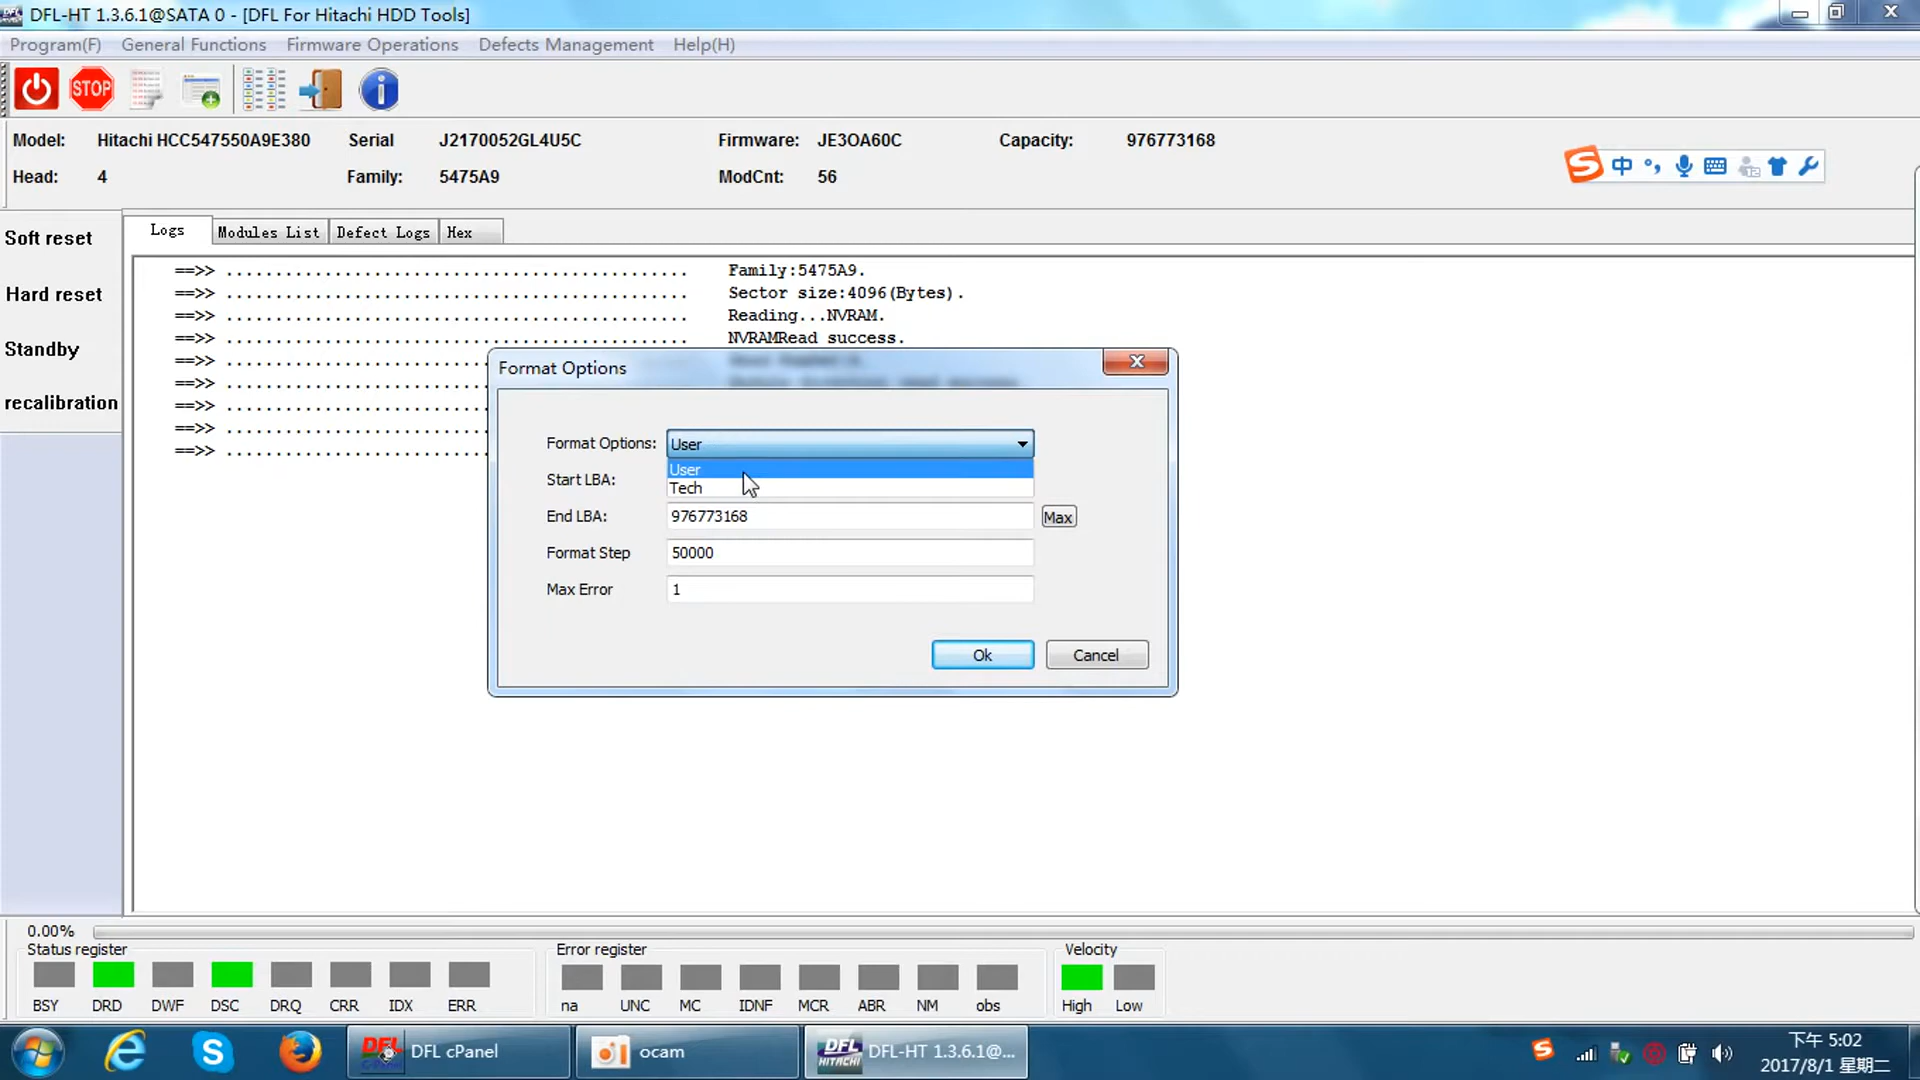 DFL-HT 1.3.6.1@SATA 0 - [DFL For Hitachi HDD Tools]
Program(F) General Functions Firmware Operations Defects Management Help(H)
STOP
Model: Hitachi HCC547550A9E380 Serial J2170052GL4U5C Firmware: JE3OA60C Capacity: 976773168
Head: 4 Family: 5475A9 ModCnt: 56
中
Soft reset
Hard reset
Standby
recalibration
Logs Modules List Defect Logs Hex
==>> ............................................... Family:5475A9.
==>> ............................................... Sector size:4096(Bytes).
==>> ............................................... Reading...NVRAM.
==>> ............................................... NVRAMRead success.
==>>
==>>
==>>
==>>
==>>
Format Options
Format Options: User
User
Tech
Start LBA:
End LBA: 976773168 Max
Format Step 50000
Max Error 1
Ok Cancel
0.00%
Status register Error register Velocity
BSY DRD DWF DSC DRQ CRR IDX ERR na UNC MC IDNF MCR ABR NM obs High Low
DFL cPanel ocam DFL HITACHI DFL-HT 1.3.6.1@...
下午 5:02
2017/8/1 星期二